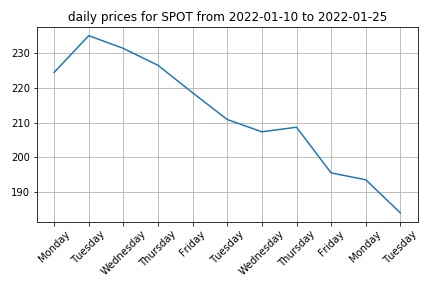 daily prices for SPOT from 2022-01-10 to 2022-01-25
230
220
210
200
190
Monday
Tuesday
Wednesday
Thursday
Friday
Tuesday
Wednesday
Thursday
Friday
Monday
Tuesday